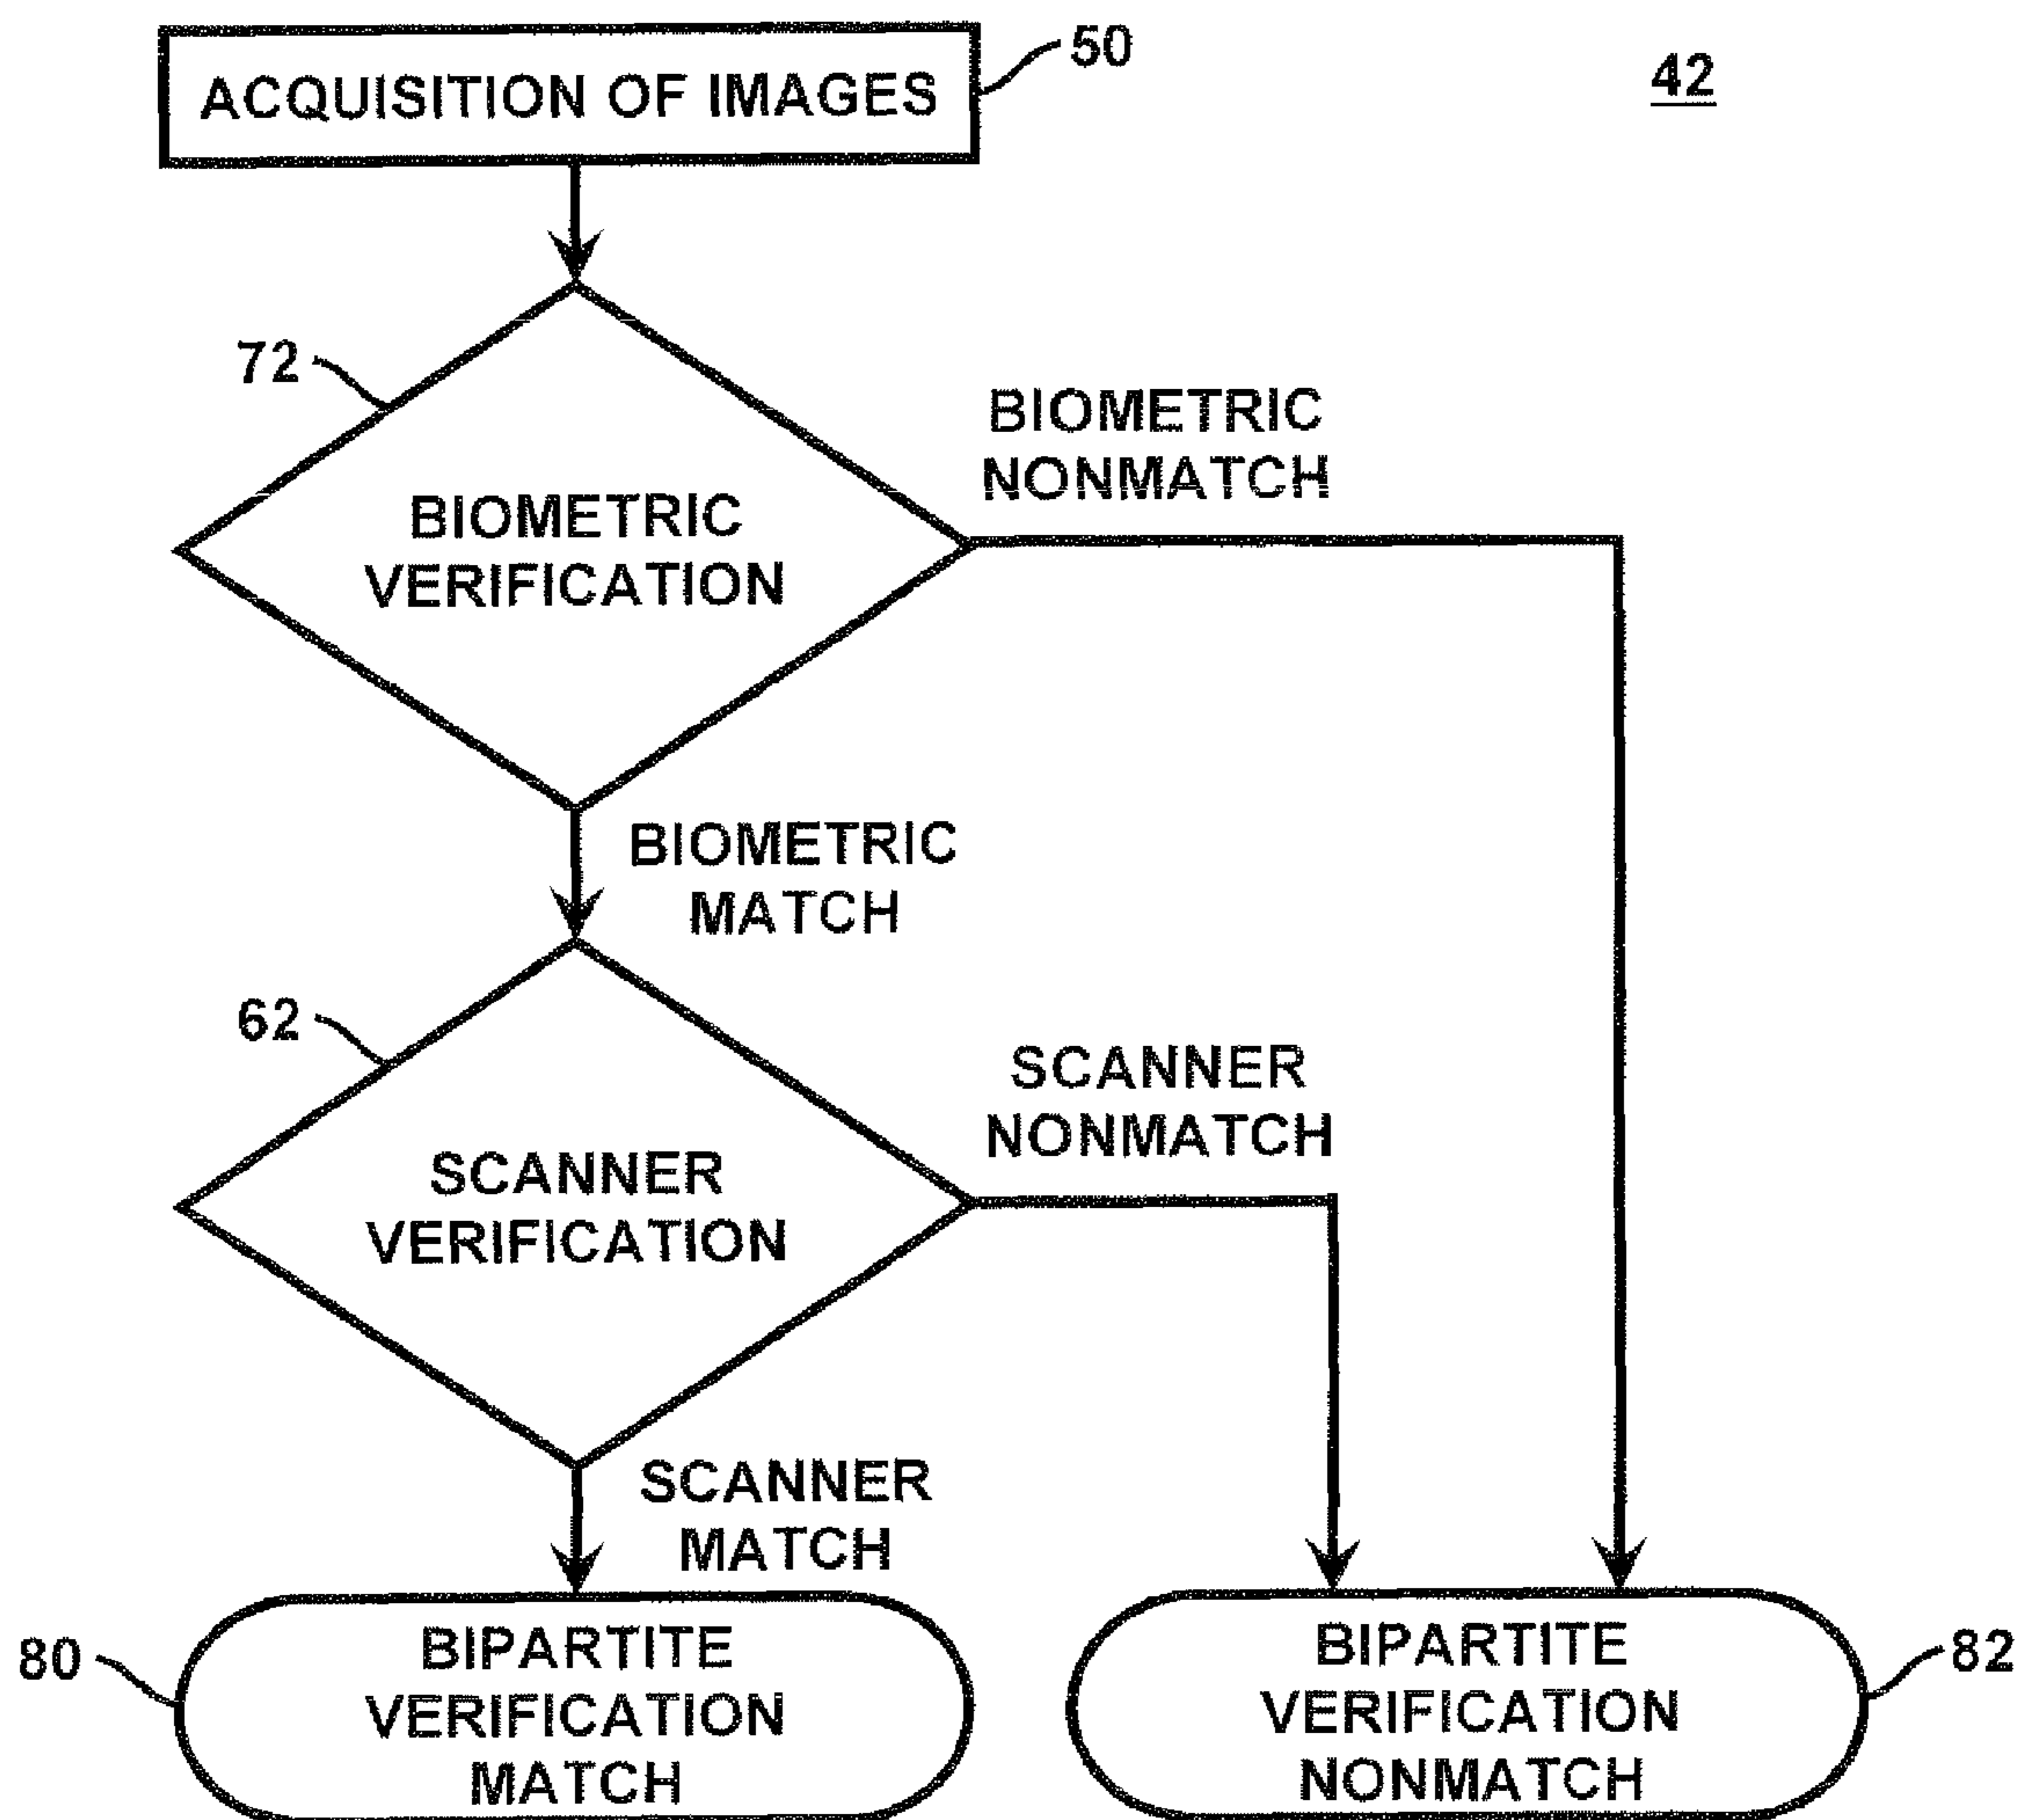 ACQUISITION OF IMAGES
50
42
72
BIOMETRIC
VERIFICATION
BIOMETRIC
NONMATCH
BIOMETRIC
MATCH
62
SCANNER
VERIFICATION
SCANNER
NONMATCH
SCANNER
MATCH
80
BIPARTITE
VERIFICATION
MATCH
BIPARTITE
VERIFICATION
NONMATCH
82